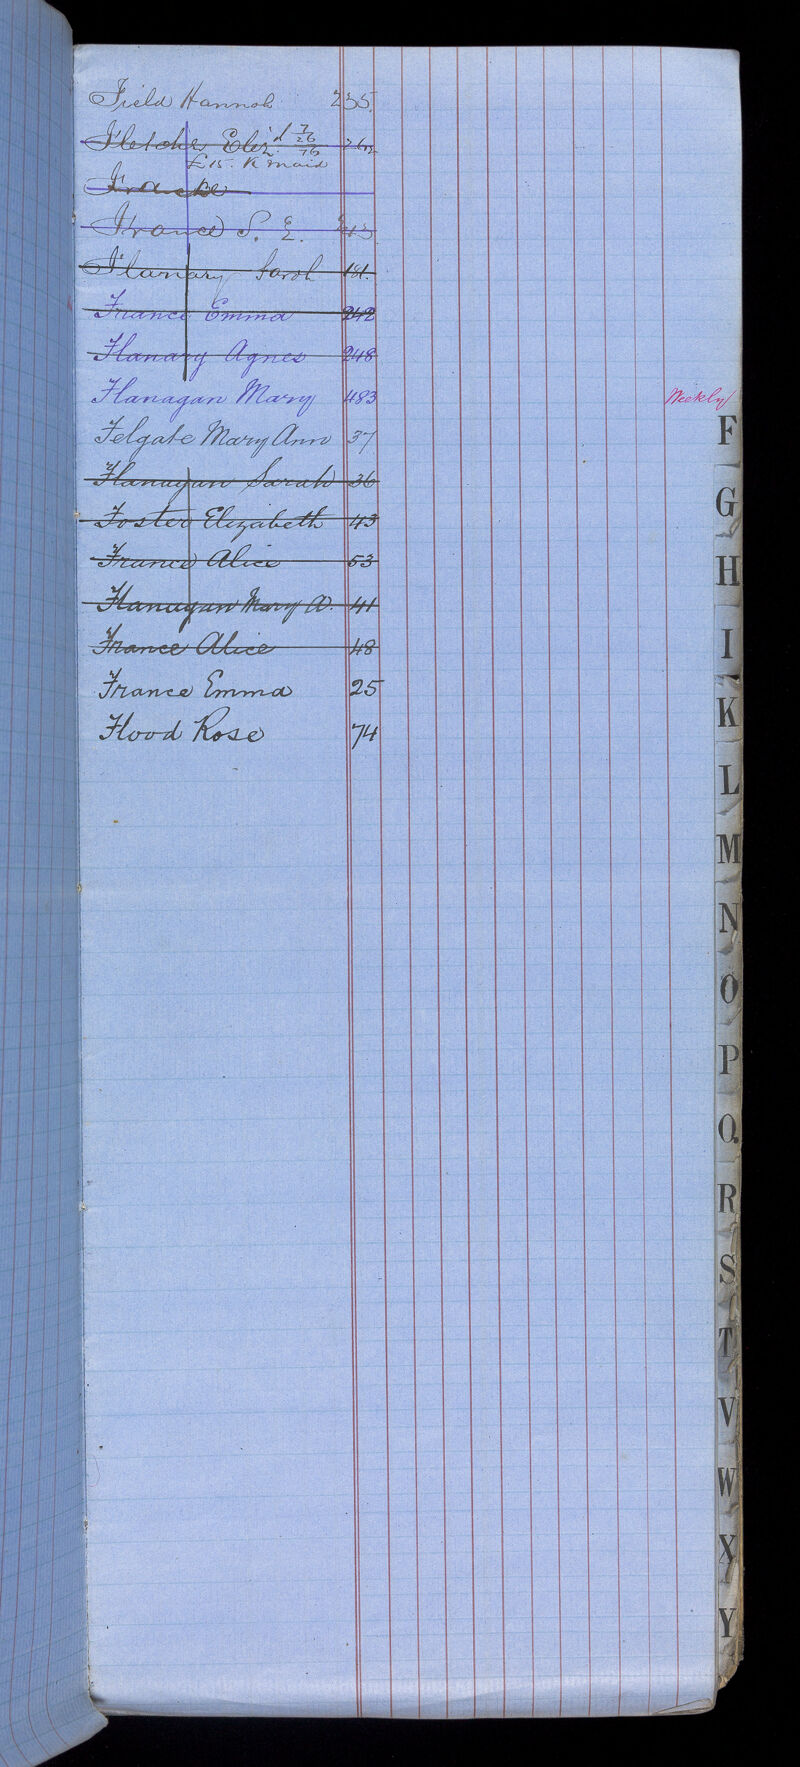 Field Hannah 235.
Fletcher Eliz.
£15. K maid
France S. E.
Flanary Sarah 181.
France Emma 242
Flanary Agnes 248
Flanagan Mary 483
Weekly
Felgate Mary Ann 37
Flanagan Sarah 36
Foster Elizabeth 43
France Alice 53
Flanagan Mary A. 41
France Alice 48
France Emma 25
Flood Rose 74
F
G
H
I
K
L
M
N
O
P
Q.
R
S
T
V
W
X
Y